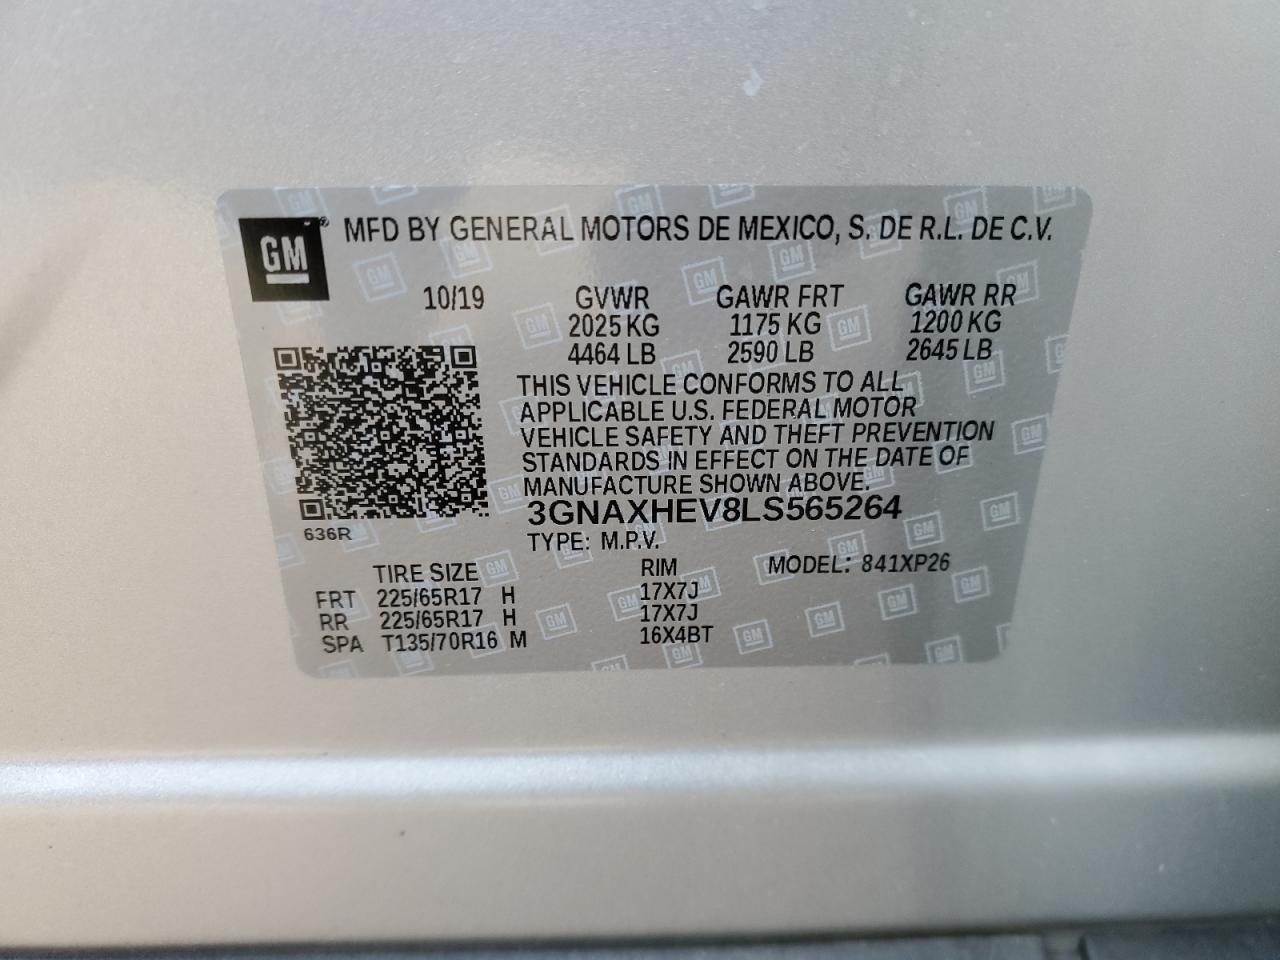 GM® MFD BY GENERAL MOTORS DE MEXICO, S. DE R.L. DE C.V.
10/19 GVWR GAWR FRT GAWR RR
2025 KG 1175 KG 1200 KG
4464 LB 2590 LB 2645 LB
THIS VEHICLE CONFORMS TO ALL
APPLICABLE U.S. FEDERAL MOTOR
VEHICLE SAFETY AND THEFT PREVENTION
STANDARDS IN EFFECT ON THE DATE OF
MANUFACTURE SHOWN ABOVE.
3GNAXHEV8LS565264
636R
TYPE: M.P.V.
TIRE SIZE RIM MODEL: 841XP26
FRT 225/65R17 H 17X7J
RR 225/65R17 H 17X7J
SPA T135/70R16 M 16X4BT